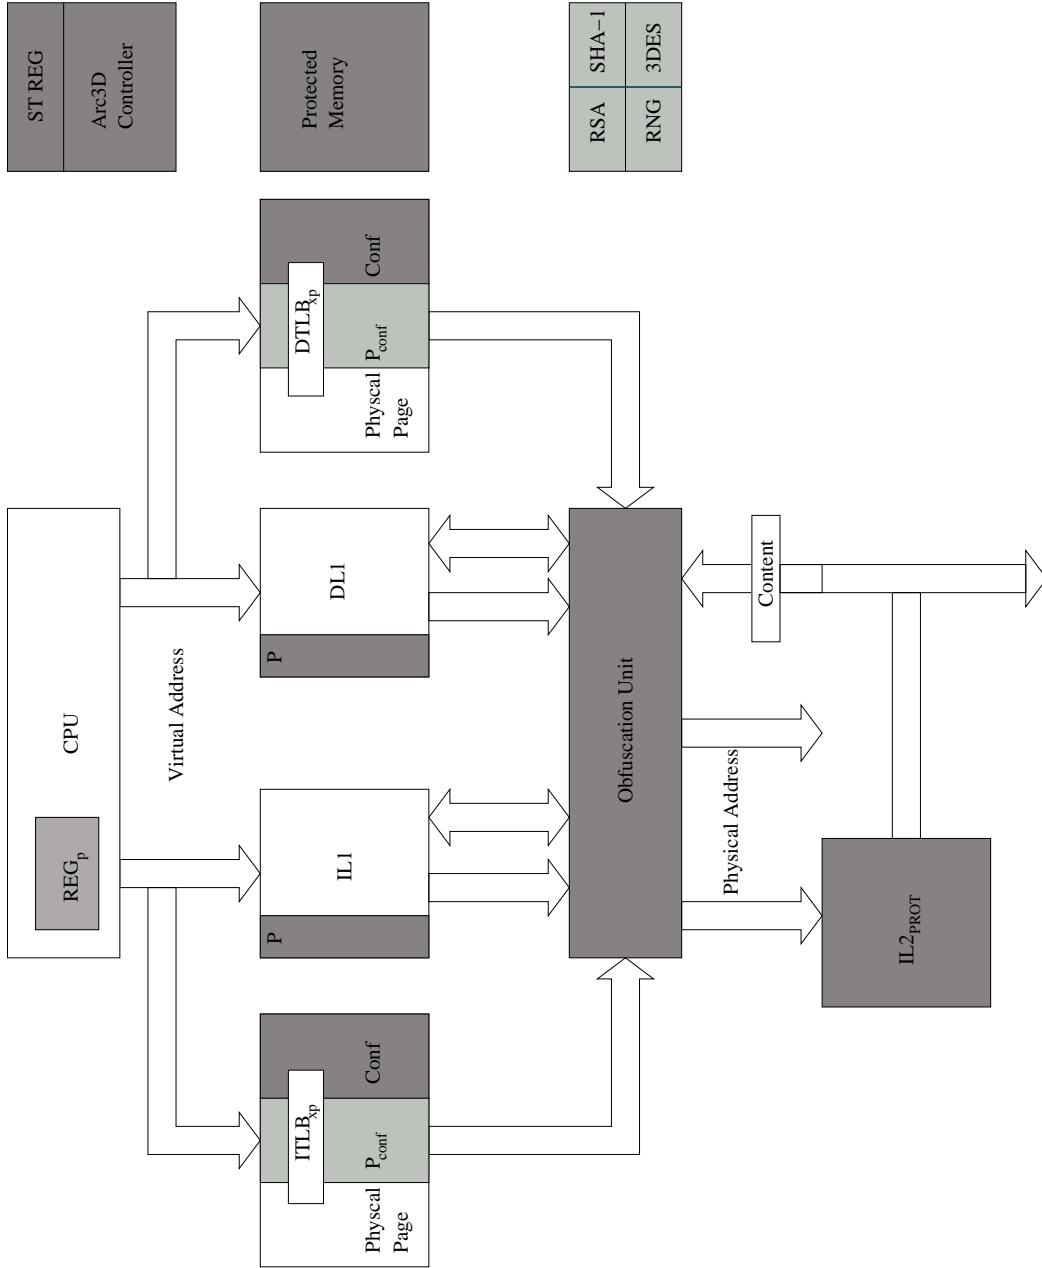 ST REG
Arc3D
Controller
Protected
Memory
RSA
SHA−1
RNG
3DES
CPU
REGp
Virtual Address
ITLBxp
Physcal
Page
Pconf
Conf
P
IL1
P
DL1
DTLBxp
Physcal
Page
Pconf
Conf
Obfuscation Unit
Physical Address
Content
IL2PROT